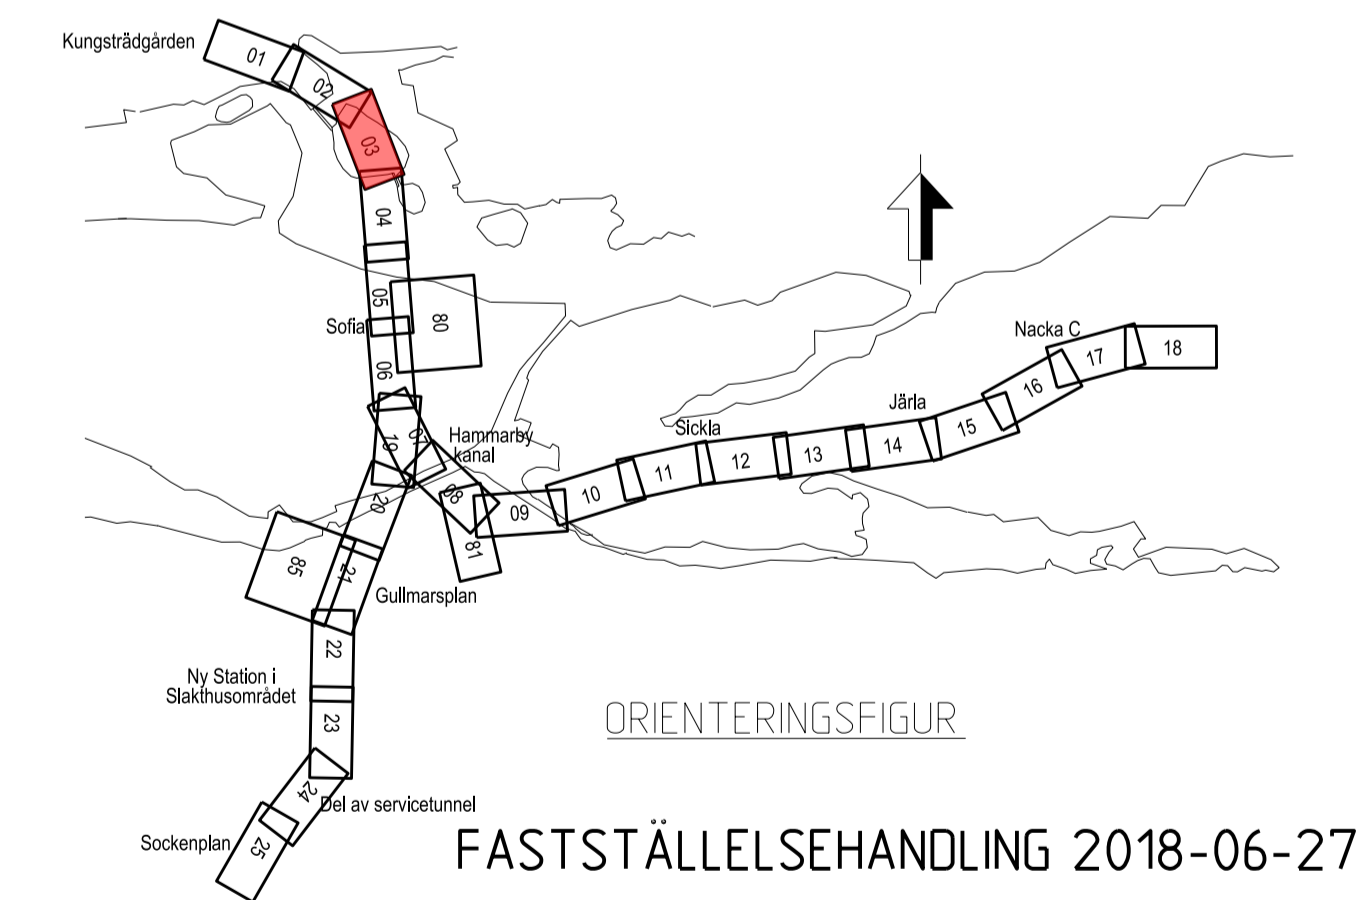 Kungsträdgården
01
02
03
04
05
80
Sofia
06
07
19
Hammarby
kanal
08
20
09
81
10
11
Sickla
12
13
Järla
14
15
16
Nacka C
17
18
85
21
Gullmarsplan
22
Ny Station i
Slakthusområdet
23
24
Del av servicetunnel
Sockenplan
25
ORIENTERINGSFIGUR
FASTSTÄLLELSEHANDLING 2018-06-27